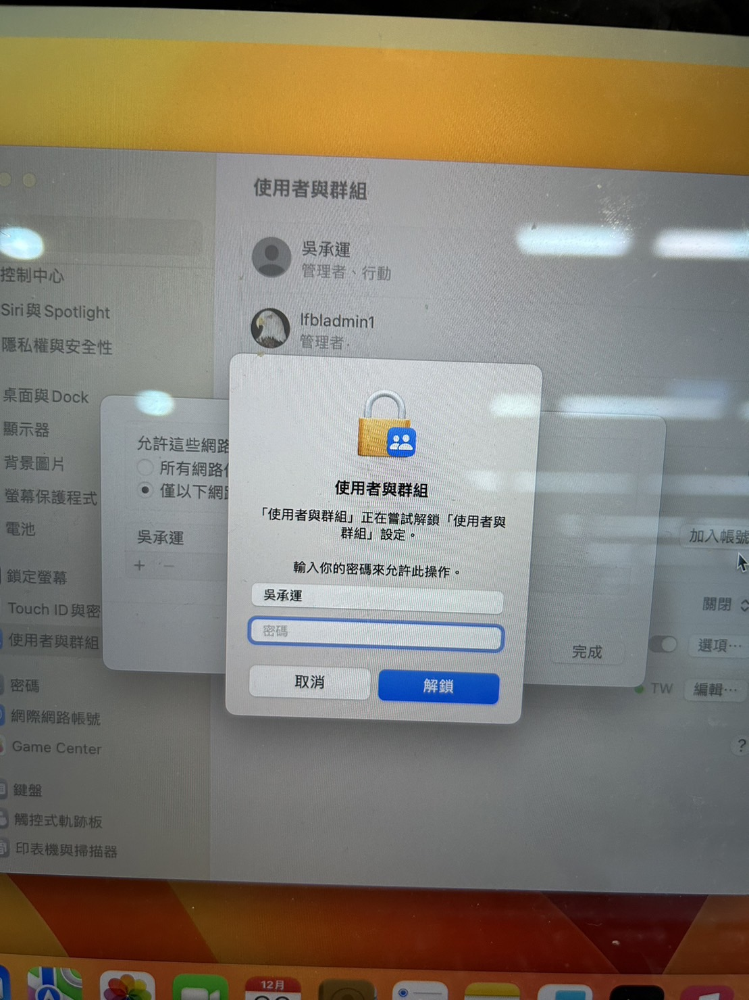 使用者與群組
吳承運
管理者、行動
lfbladmin1
管理者
控制中心
Siri與Spotlight
隱私權與安全性
桌面與Dock
顯示器
背景圖片
螢幕保護程式
電池
鎖定螢幕
Touch ID與密
使用者與群組
密碼
網際網路帳號
Game Center
鍵盤
觸控式軌跡板
印表機與掃描器
允許這些網路
所有網路
僅以下網
吳承運
+ −
完成
使用者與群組
「使用者與群組」正在嘗試解鎖「使用者與
群組」設定。
輸入你的密碼來允許此操作。
吳承運
密碼
取消
解鎖
加入帳號
關閉
選項⋯
TW
編輯⋯
?
12月